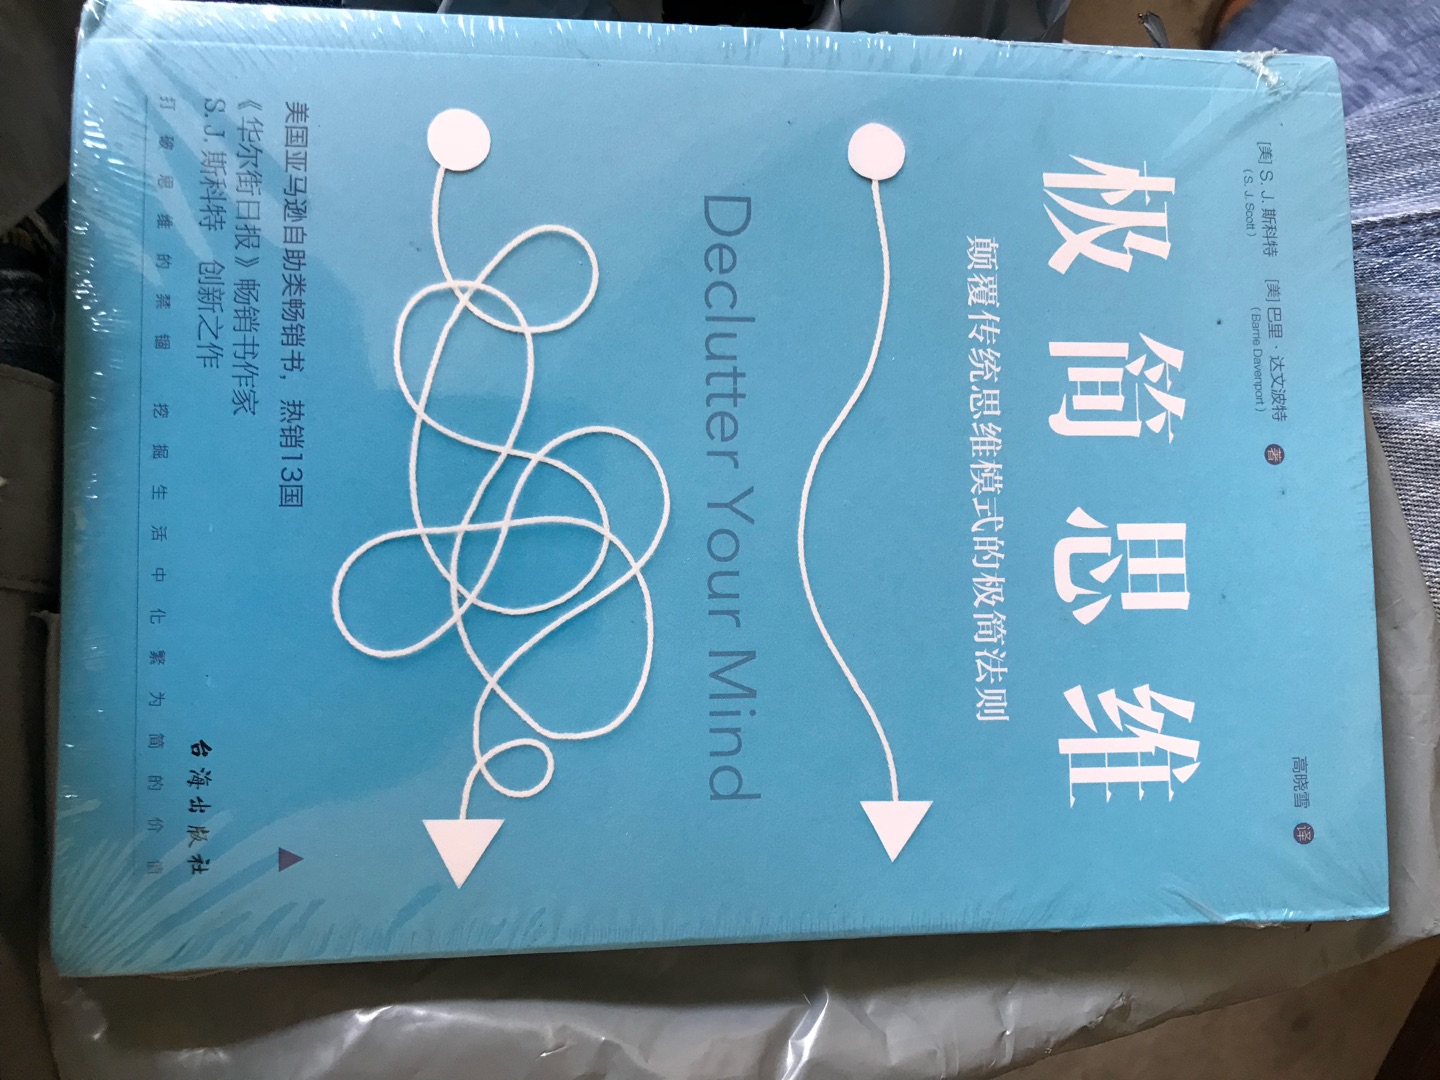 [美] S. J. 斯科特 [美] 巴里·达文波特 著
(S. J. Scott) (Barrie Davenport)
高晓雪 译
极简思维
颠覆传统思维模式的极简法则
Declutter Your Mind
美国亚马逊自助类畅销书，热销13国
《华尔街日报》畅销书作家
S.J.斯科特 创新之作
台海出版社
打破思维的禁锢 挖掘生活中化繁为简的价值